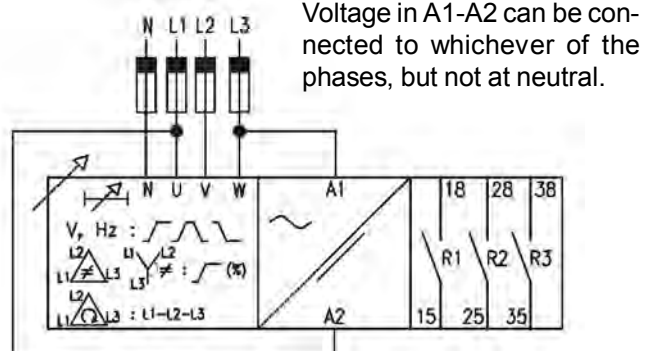 Voltage in A1-A2 can be con-
nected to whichever of the
phases, but not at neutral.
N L1 L2 L3
N U V W A1 18 28 38
V, Hz :
L2 L1 L2
L1 ≠ L3 L3 ≠ : (%)
R1 R2 R3
L2
L1 L3 : L1-L2-L3
A2 15 25 35